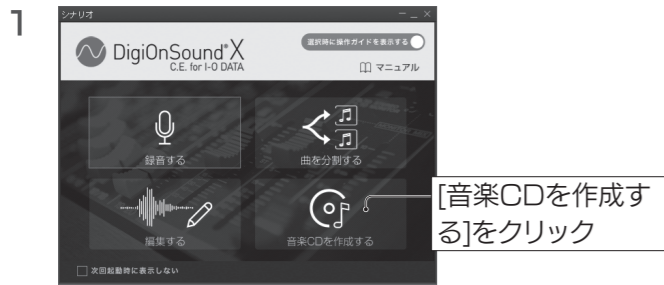 1
シナリオ
選択時に操作ガイドを表示する
DigiOnSound®X
C.E. for I-O DATA
マニュアル
録音する
曲を分割する
編集する
音楽CDを作成する
次回起動時に表示しない
[音楽CDを作成す
る]をクリック